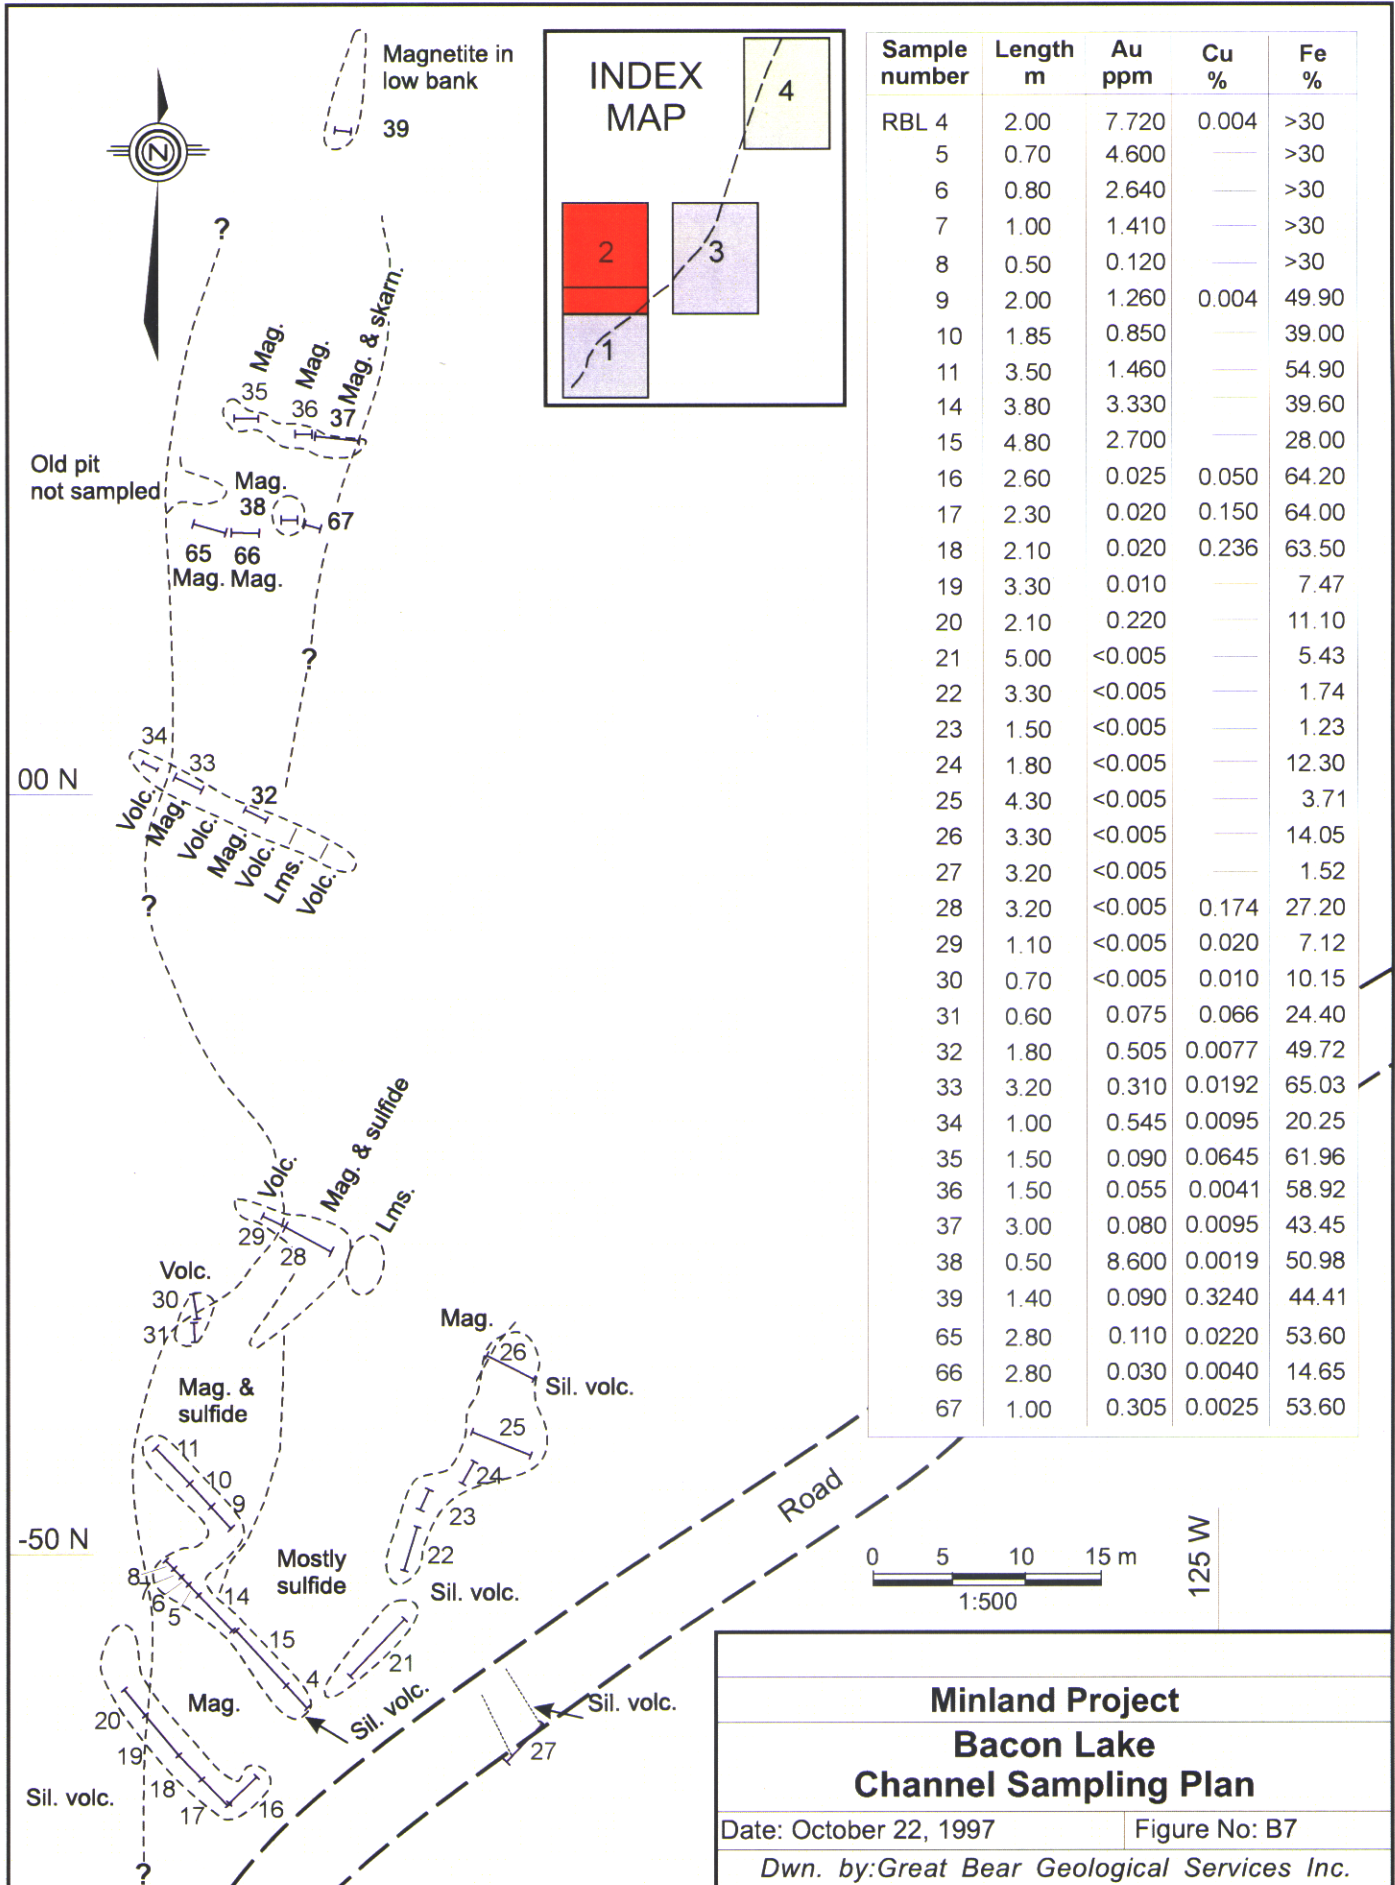 Magnetite in
low bank
39
N
?
Mag.
Mag.
Mag. & skarn.
35
36
37
Old pit
not sampled
Mag.
38
67
65
66
Mag. Mag.
?
34
33
32
00 N
Volc.
Mag.
Volc.
Mag.
Volc.
Lms.
Volc.
?
Volc.
Mag. & sulfide
Lms.
29
28
Volc.
30
31
Mag. &
sulfide
11
10
9
-50 N
Mag.
26
Sil. volc.
25
24
23
22
Sil. volc.
Mostly
sulfide
8
6
5
14
15
4
21
Sil. volc.
Mag.
20
19
18
17
16
Sil. volc.
?
Sil. volc.
27
Road
INDEX
MAP
4
2
3
1
Sample number Length m Au ppm Cu % Fe %
RBL 4 2.00 7.720 0.004 >30
5 0.70 4.600 —— >30
6 0.80 2.640 —— >30
7 1.00 1.410 —— >30
8 0.50 0.120 —— >30
9 2.00 1.260 0.004 49.90
10 1.85 0.850 —— 39.00
11 3.50 1.460 —— 54.90
14 3.80 3.330 —— 39.60
15 4.80 2.700 —— 28.00
16 2.60 0.025 0.050 64.20
17 2.30 0.020 0.150 64.00
18 2.10 0.020 0.236 63.50
19 3.30 0.010 —— 7.47
20 2.10 0.220 —— 11.10
21 5.00 <0.005 —— 5.43
22 3.30 <0.005 —— 1.74
23 1.50 <0.005 —— 1.23
24 1.80 <0.005 —— 12.30
25 4.30 <0.005 —— 3.71
26 3.30 <0.005 —— 14.05
27 3.20 <0.005 —— 1.52
28 3.20 <0.005 0.174 27.20
29 1.10 <0.005 0.020 7.12
30 0.70 <0.005 0.010 10.15
31 0.60 0.075 0.066 24.40
32 1.80 0.505 0.0077 49.72
33 3.20 0.310 0.0192 65.03
34 1.00 0.545 0.0095 20.25
35 1.50 0.090 0.0645 61.96
36 1.50 0.055 0.0041 58.92
37 3.00 0.080 0.0095 43.45
38 0.50 8.600 0.0019 50.98
39 1.40 0.090 0.3240 44.41
65 2.80 0.110 0.0220 53.60
66 2.80 0.030 0.0040 14.65
67 1.00 0.305 0.0025 53.60
0 5 10 15 m
1:500
125 W
Minland Project
Bacon Lake
Channel Sampling Plan
Date: October 22, 1997
Figure No: B7
Dwn. by:Great Bear Geological Services Inc.